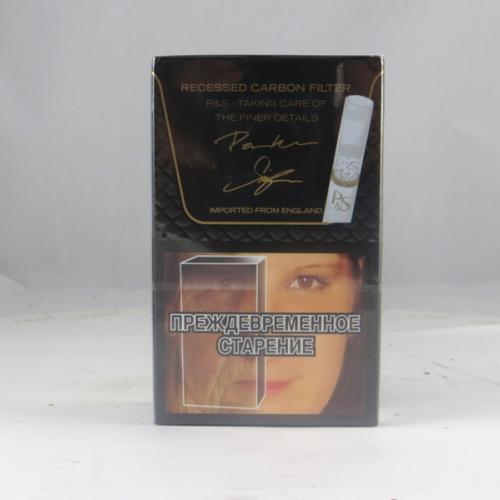 RECESSED CARBON FILTER
P&S - TAKING CARE OF
THE FINER DETAILS
P&S
IMPORTED FROM ENGLAND
ПРЕЖДЕВРЕМЕННОЕ
СТАРЕНИЕ